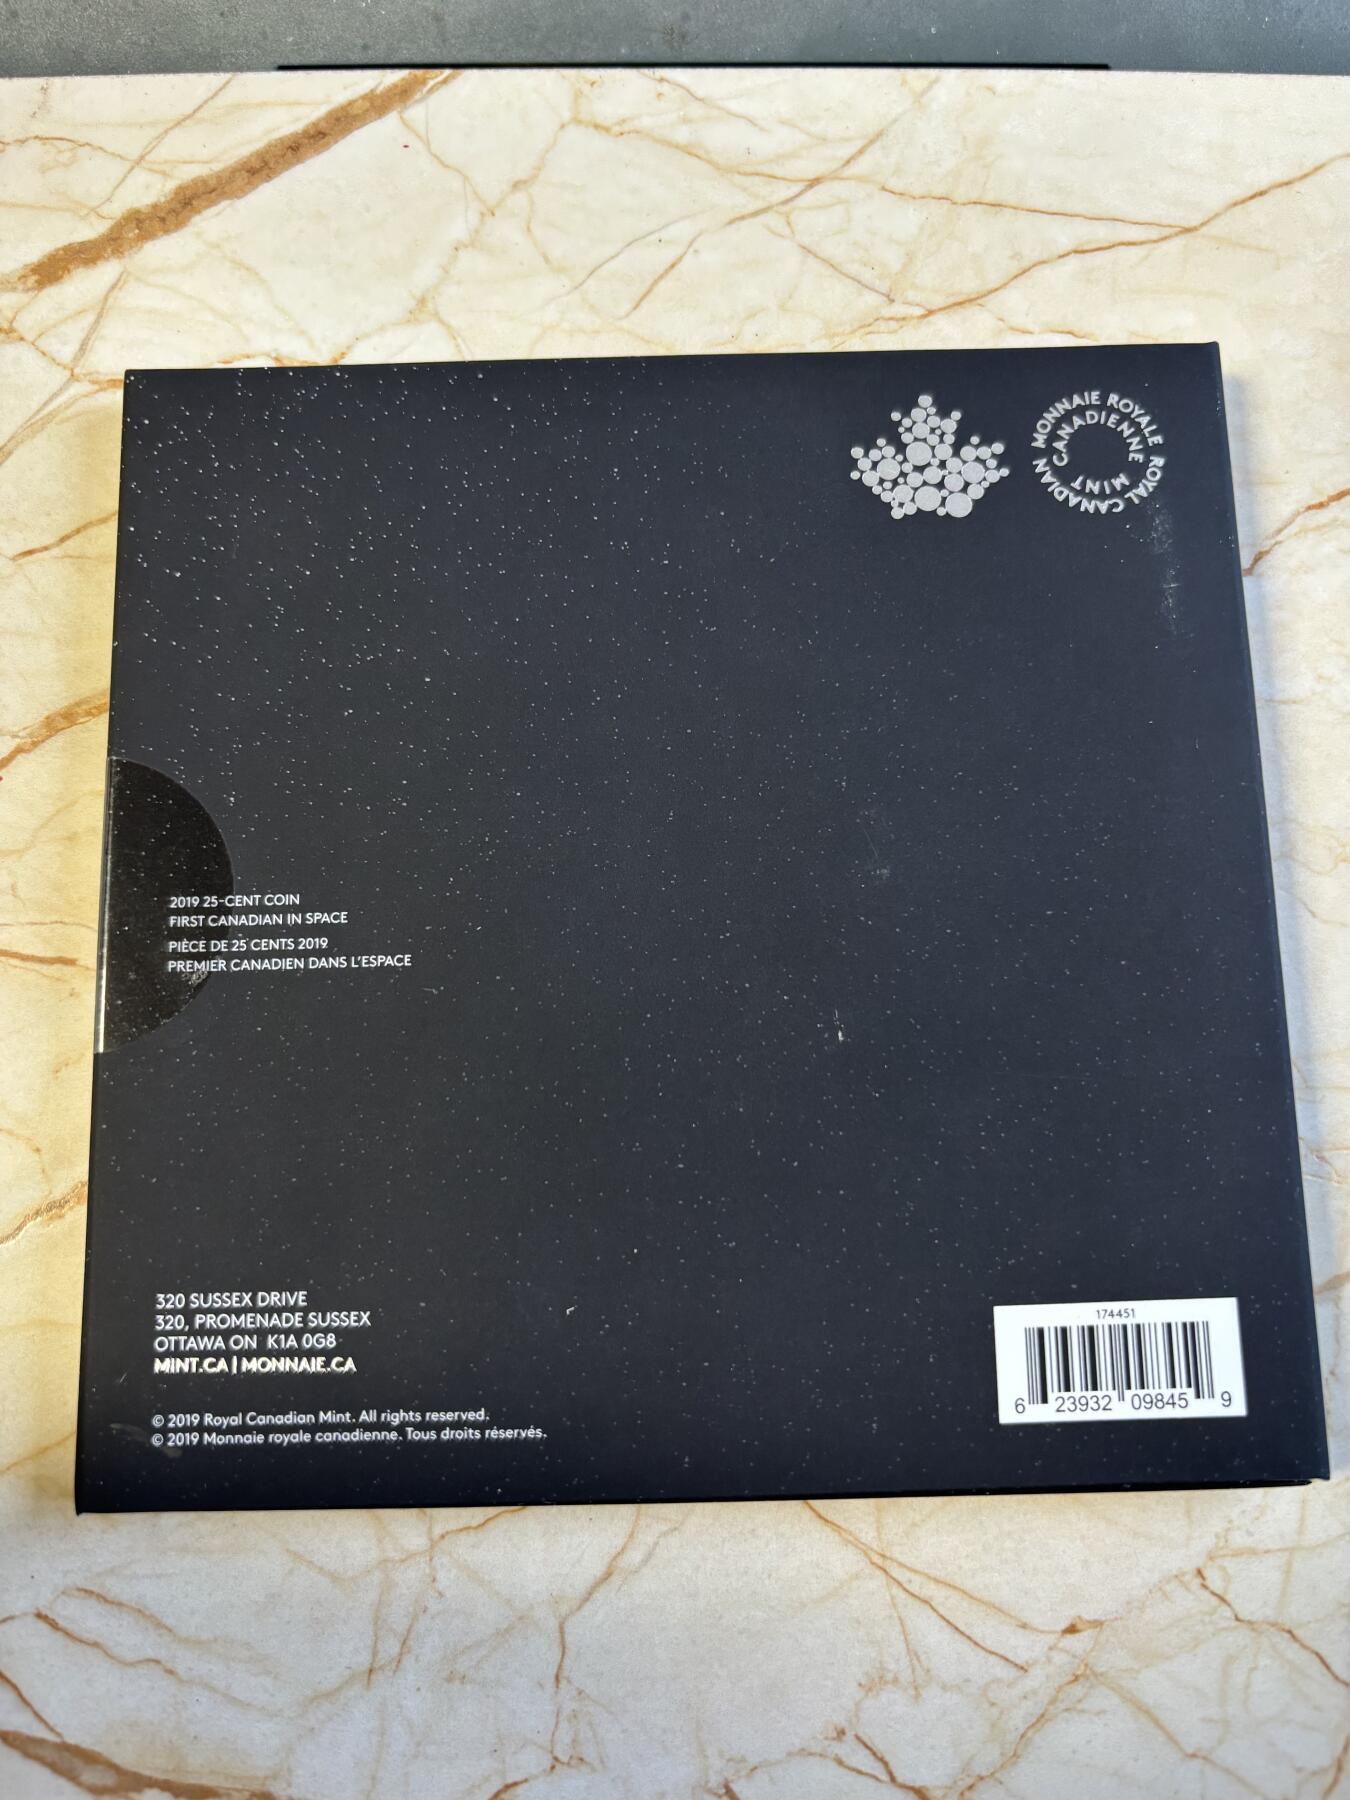 MONNAIE ROYALE CANADIENNE
ROYAL CANADIAN MINT
2019 25-CENT COIN
FIRST CANADIAN IN SPACE
PIÈCE DE 25 CENTS 2019
PREMIER CANADIEN DANS L'ESPACE
320 SUSSEX DRIVE
320, PROMENADE SUSSEX
OTTAWA ON K1A 0G8
MINT.CA | MONNAIE.CA
© 2019 Royal Canadian Mint. All rights reserved.
© 2019 Monnaie royale canadienne. Tous droits réservés.
174451
6 23932 09845 9